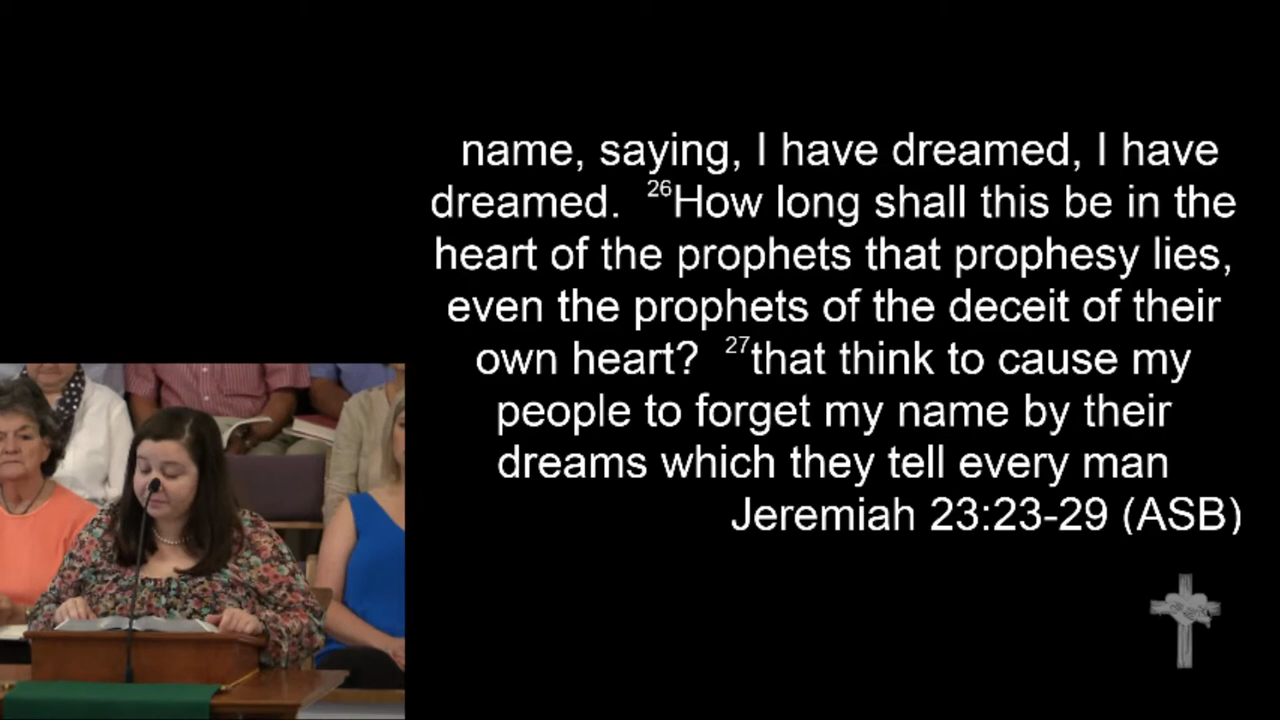 name, saying, I have dreamed, I have
dreamed. 26How long shall this be in the
heart of the prophets that prophesy lies,
even the prophets of the deceit of their
own heart? 27that think to cause my
people to forget my name by their
dreams which they tell every man
Jeremiah 23:23-29 (ASB)